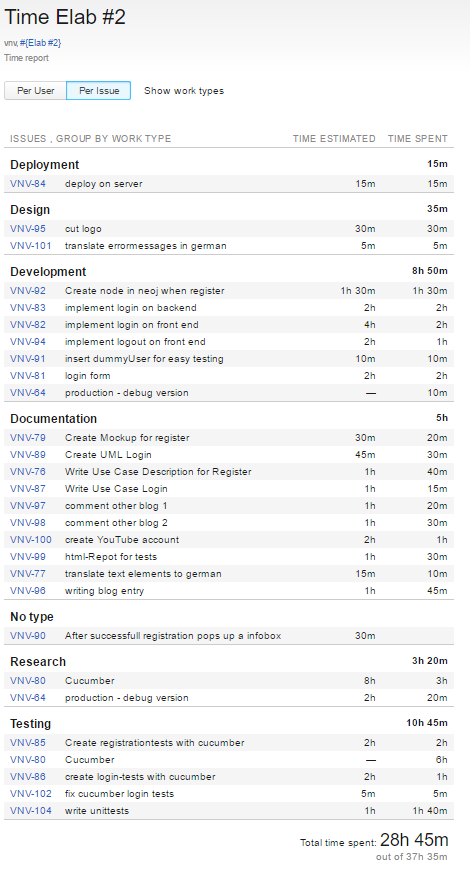 Time Elab #2
vnv, #{Elab #2}
Time report
Per User Per Issue Show work types
ISSUES , GROUP BY WORK TYPE TIME ESTIMATED TIME SPENT
Deployment 15m
VNV-84 deploy on server 15m 15m
Design 35m
VNV-95 cut logo 30m 30m
VNV-101 translate errormessages in german 5m 5m
Development 8h 50m
VNV-92 Create node in neoj when register 1h 30m 1h 30m
VNV-83 implement login on backend 2h 2h
VNV-82 implement login on front end 4h 2h
VNV-94 implement logout on front end 2h 1h
VNV-91 insert dummyUser for easy testing 10m 10m
VNV-81 login form 2h 2h
VNV-64 production - debug version — 10m
Documentation 5h
VNV-79 Create Mockup for register 30m 20m
VNV-89 Create UML Login 45m 30m
VNV-76 Write Use Case Description for Register 1h 40m
VNV-87 Write Use Case Login 1h 15m
VNV-97 comment other blog 1 1h 20m
VNV-98 comment other blog 2 1h 30m
VNV-100 create YouTube account 2h 1h
VNV-99 html-Repot for tests 1h 30m
VNV-77 translate text elements to german 15m 10m
VNV-96 writing blog entry 1h 45m
No type
VNV-90 After successfull registration pops up a infobox 30m
Research 3h 20m
VNV-80 Cucumber 8h 3h
VNV-64 production - debug version 2h 20m
Testing 10h 45m
VNV-85 Create registrationtests with cucumber 2h 2h
VNV-80 Cucumber — 6h
VNV-86 create login-tests with cucumber 2h 1h
VNV-102 fix cucumber login tests 5m 5m
VNV-104 write unittests 1h 1h 40m
Total time spent: 28h 45m
out of 37h 35m